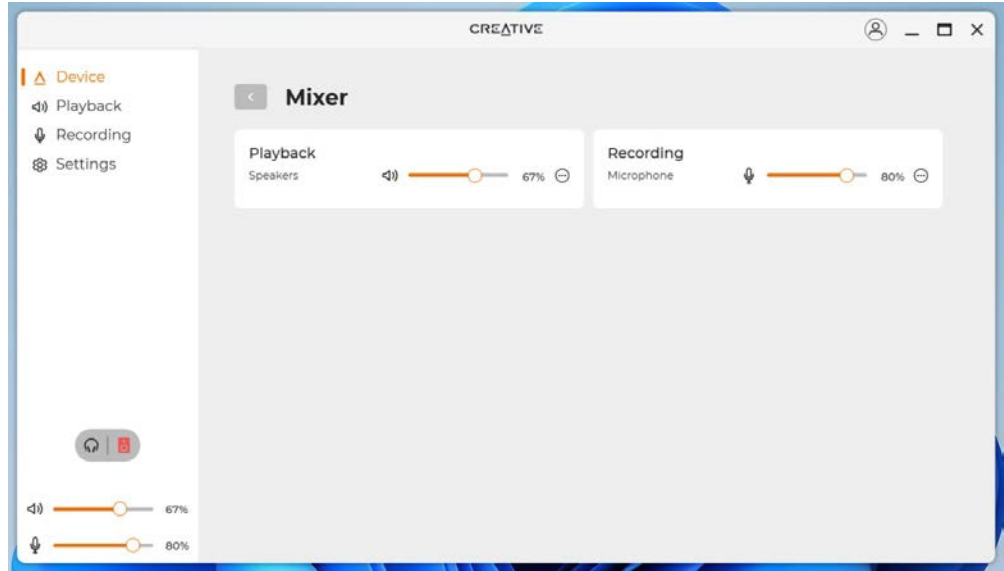 CREATIVE
Device
Playback
Recording
Settings
Mixer
Playback
Speakers
67%
Recording
Microphone
80%
67%
80%